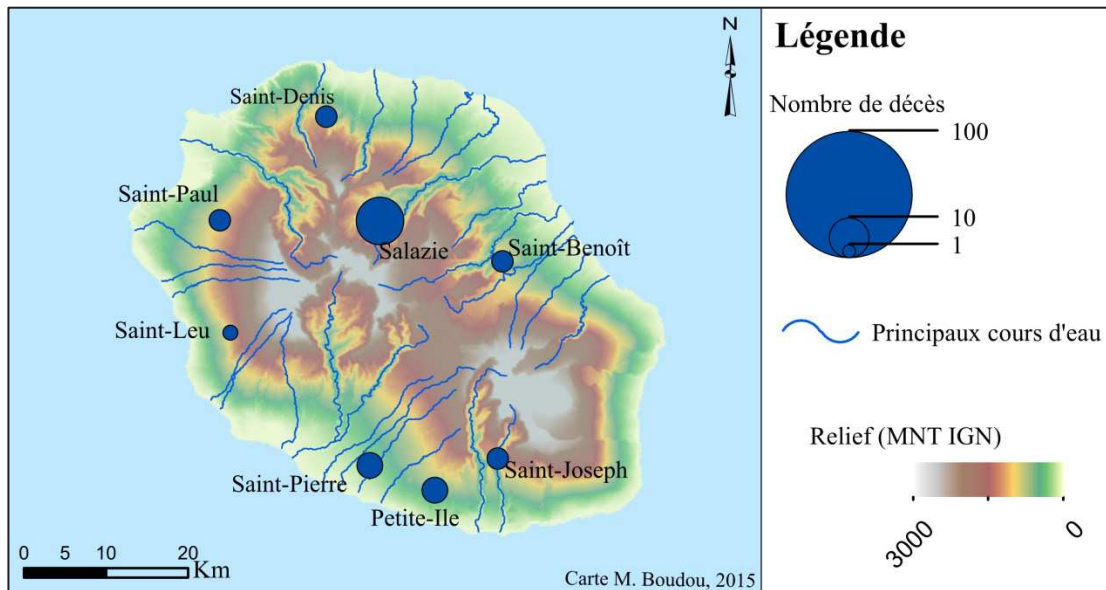 N
Saint-Denis
Saint-Paul
Salazie
Saint-Benoît
Saint-Leu
Saint-Pierre
Saint-Joseph
Petite-Ile
0 5 10 20
Km
Carte M. Boudou, 2015
Légende
Nombre de décès
100
10
1
Principaux cours d'eau
Relief (MNT IGN)
3000 0